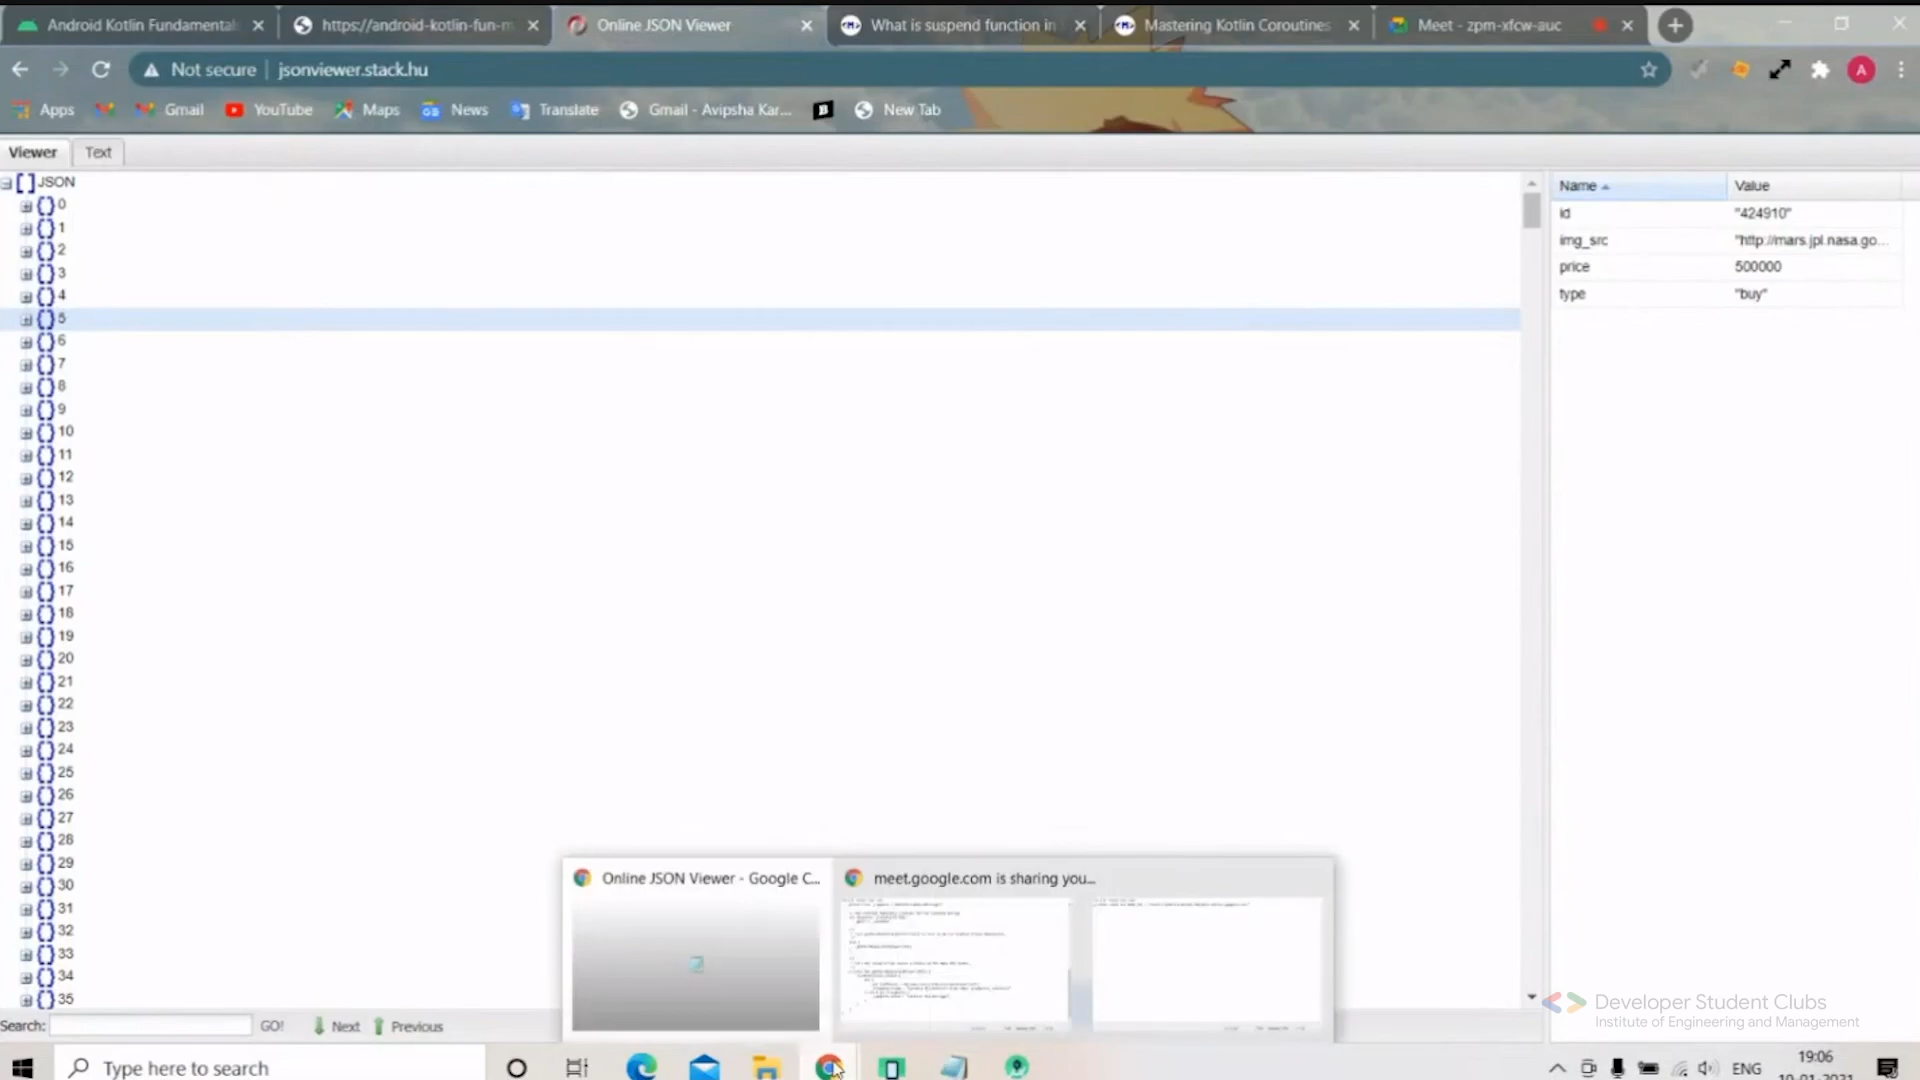 Android Kotlin Fundamental
https://android-kotlin-fun-m
Online JSON Viewer
What is suspend function in
Mastering Kotlin Coroutines
Meet - zpm-xfcw-auc
Not secure
jsonviewer.stack.hu
A
Apps
Gmail
YouTube
Maps
News
Translate
Gmail - Avipsha Kar...
New Tab
Viewer
Text
JSON
0
1
2
3
4
5
6
7
8
9
10
11
12
13
14
15
16
17
18
19
20
21
22
23
24
25
26
27
28
29
30
31
32
33
34
35
Name Value
id "424910"
img_src "http://mars.jpl.nasa.go...
price 500000
type "buy"
Online JSON Viewer - Google C...
meet.google.com is sharing you...
Developer Student Clubs
Institute of Engineering and Management
Search:
GO!
Next
Previous
Type here to search
ENG
19:06
10-01-2021